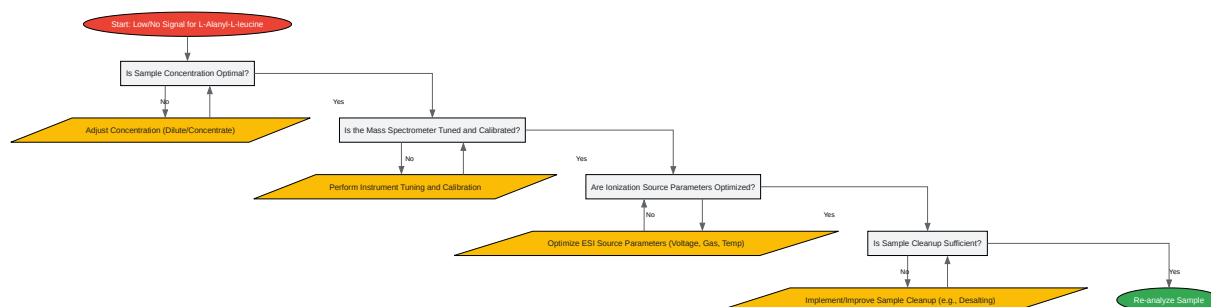 Start: Low/No Signal for L-Alanyl-L-leucine
Is Sample Concentration Optimal?
No
Yes
Adjust Concentration (Dilute/Concentrate)
Is the Mass Spectrometer Tuned and Calibrated?
No
Yes
Perform Instrument Tuning and Calibration
Are Ionization Source Parameters Optimized?
No
Yes
Optimize ESI Source Parameters (Voltage, Gas, Temp)
Is Sample Cleanup Sufficient?
No
Yes
Implement/Improve Sample Cleanup (e.g., Desalting)
Re-analyze Sample